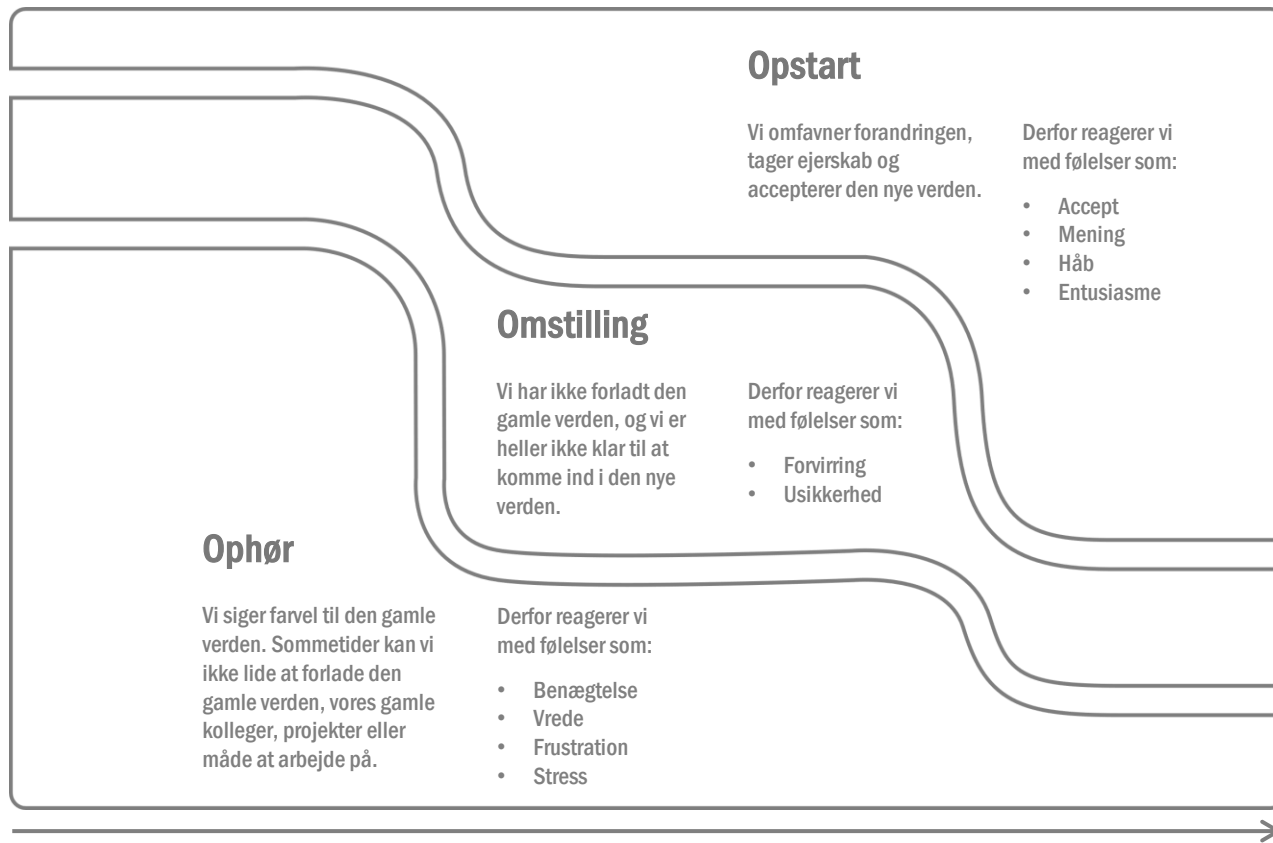 Opstart
Vi omfavner forandringen,
tager ejerskab og
accepterer den nye verden.
Derfor reagerer vi
med følelser som:
• Accept
• Mening
• Håb
• Entusiasme
Omstilling
Vi har ikke forladt den
gamle verden, og vi er
heller ikke klar til at
komme ind i den nye
verden.
Derfor reagerer vi
med følelser som:
• Forvirring
• Usikkerhed
Ophør
Vi siger farvel til den gamle
verden. Sommetider kan vi
ikke lide at forlade den
gamle verden, vores gamle
kolleger, projekter eller
måde at arbejde på.
Derfor reagerer vi
med følelser som:
• Benægtelse
• Vrede
• Frustration
• Stress